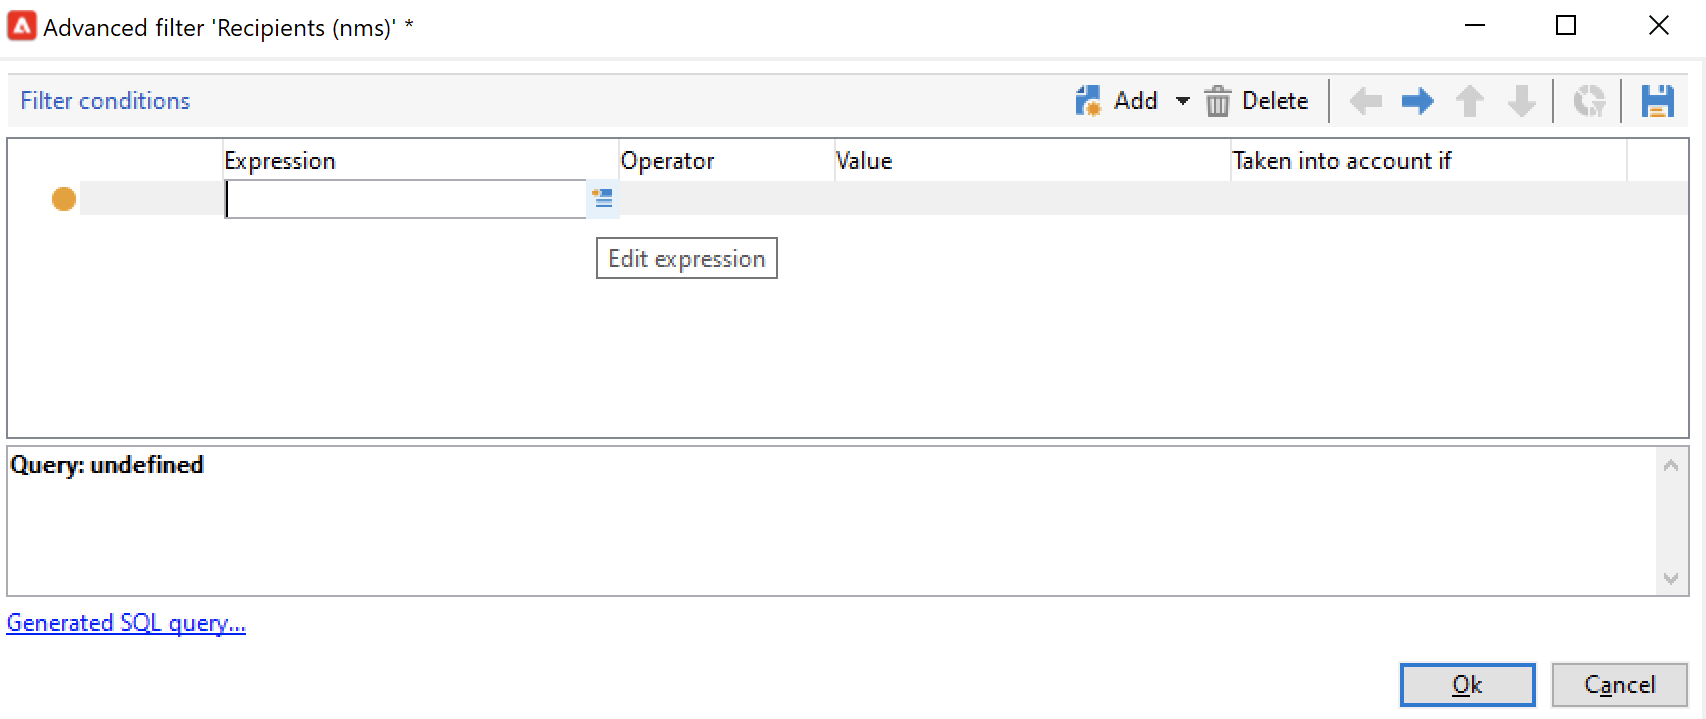 Advanced filter 'Recipients (nms)' *
Filter conditions Add Delete
Expression Operator Value Taken into account if
Edit expression
Query: undefined
Generated SQL query...
Ok Cancel